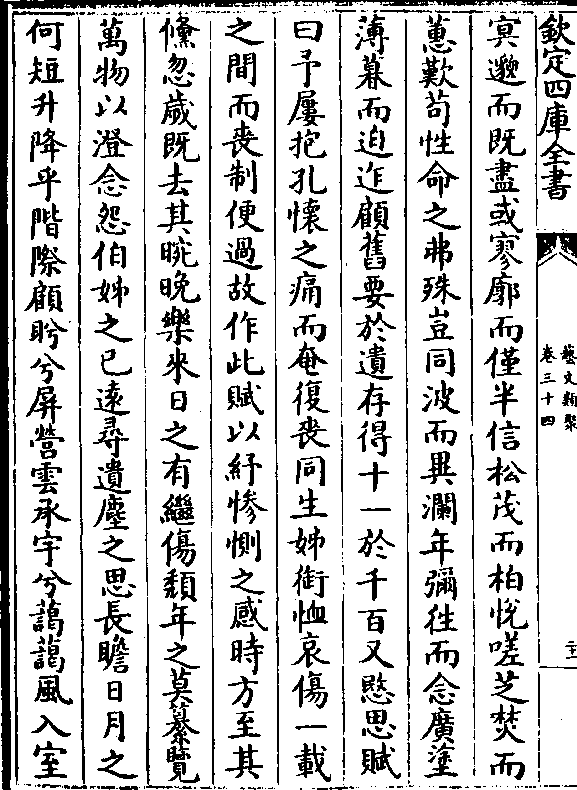 欽定四庫全書
藝文類聚
卷三十四
冥邈而既盡或寥廓而僅半信松茂而柏悅嗟芝焚而
蕙歎苟性命之弗殊豈同波而異瀾年彌往而念廣塗
薄暮而迫迮顧舊要於遺存得十一於千百又愍思賦
曰予屢抱孔懷之痛而奄復喪同生姊銜恤哀傷一載
之間而喪制便過故作此賦以紓慘惻之感時方至其
儵忽歲既去其晼晚樂來日之有繼傷頽年之莫纂覽
萬物以澄念怨伯姊之已遠尋遺塵之思長瞻日月之
何短升降乎階際顧盻兮屏營雲承宇兮藹藹風入室